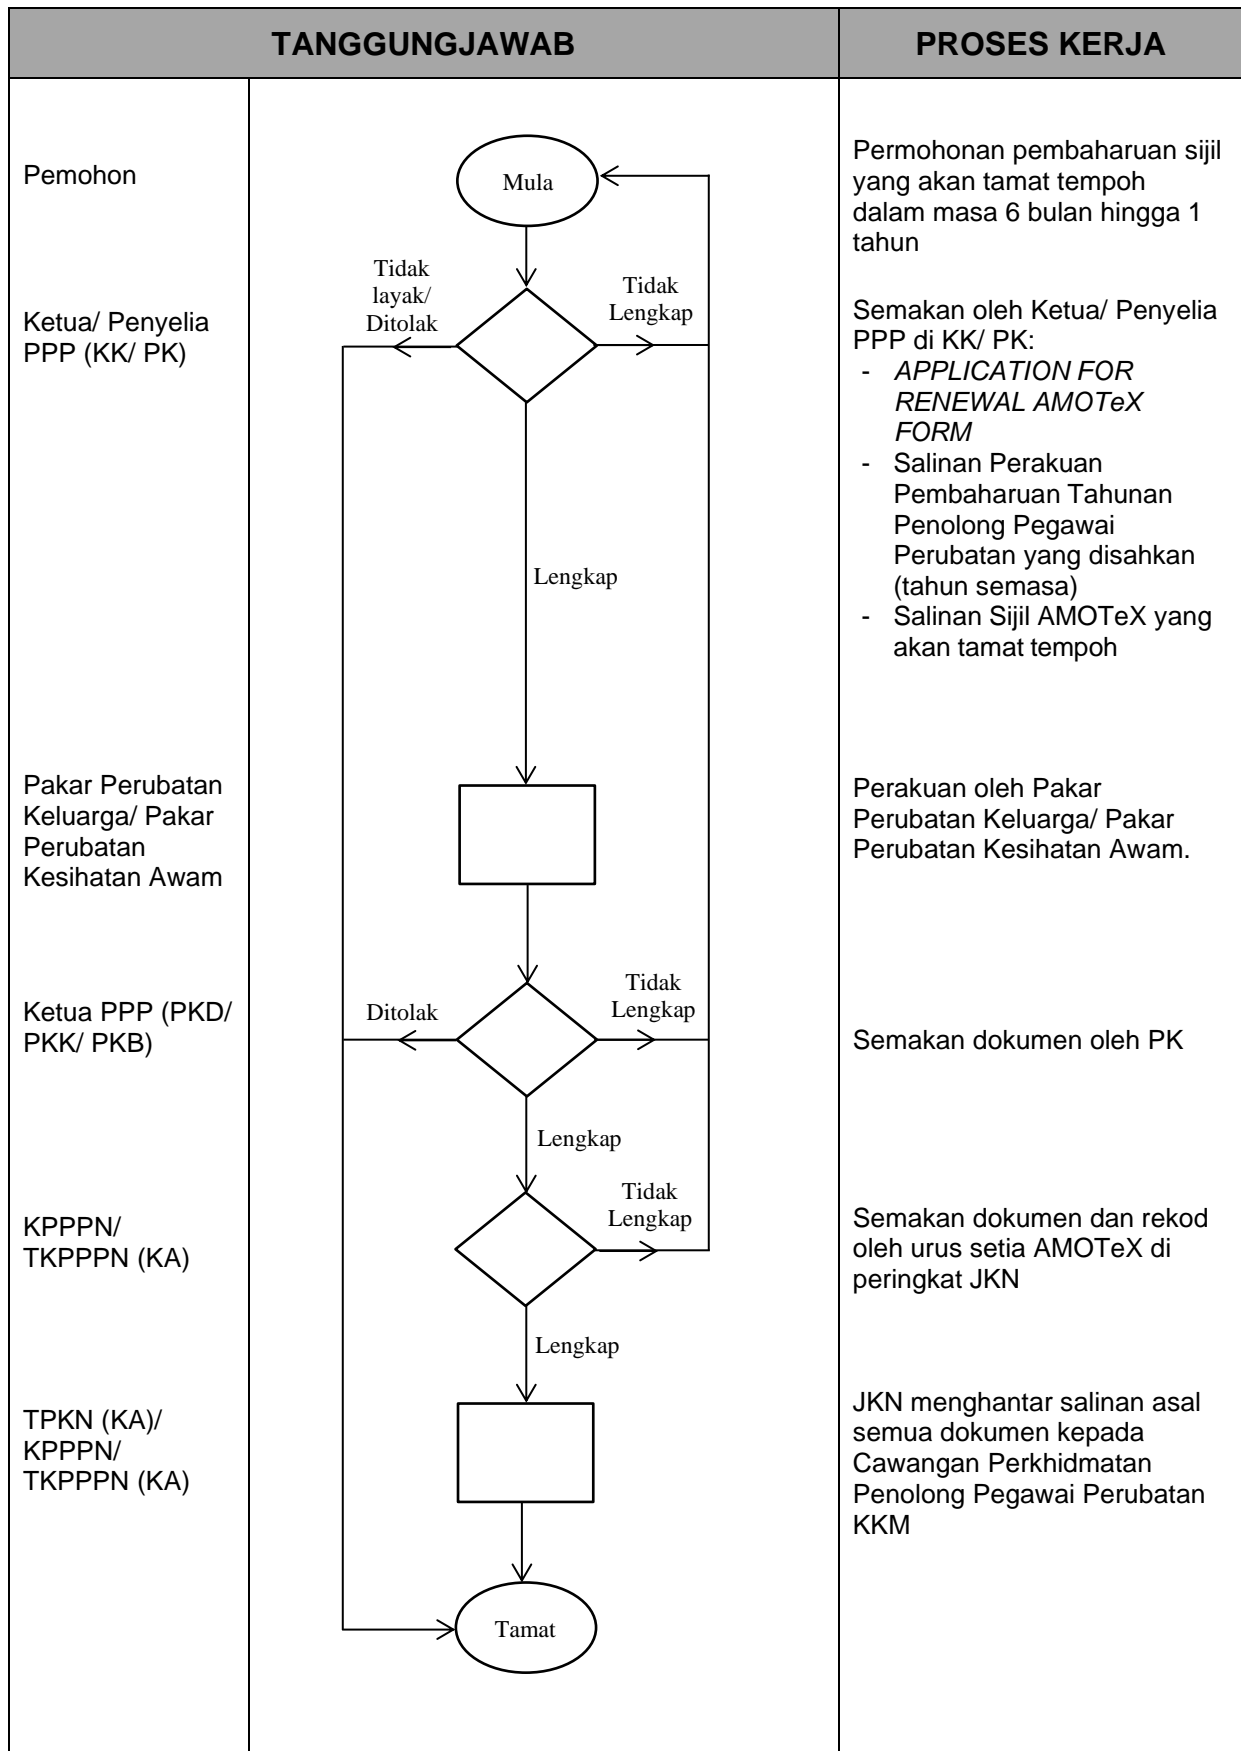 TANGGUNGJAWAB
PROSES KERJA
Pemohon
Mula
Permohonan pembaharuan sijil
yang akan tamat tempoh
dalam masa 6 bulan hingga 1
tahun
Ketua/ Penyelia
PPP (KK/ PK)
Tidak
layak/
Ditolak
Tidak
Lengkap
Lengkap
Semakan oleh Ketua/ Penyelia
PPP di KK/ PK:
- APPLICATION FOR
RENEWAL AMOTeX
FORM
- Salinan Perakuan
Pembaharuan Tahunan
Penolong Pegawai
Perubatan yang disahkan
(tahun semasa)
- Salinan Sijil AMOTeX yang
akan tamat tempoh
Pakar Perubatan
Keluarga/ Pakar
Perubatan
Kesihatan Awam
Perakuan oleh Pakar
Perubatan Keluarga/ Pakar
Perubatan Kesihatan Awam.
Ketua PPP (PKD/
PKK/ PKB)
Ditolak
Tidak
Lengkap
Lengkap
Semakan dokumen oleh PK
KPPPN/
TKPPPN (KA)
Tidak
Lengkap
Lengkap
Semakan dokumen dan rekod
oleh urus setia AMOTeX di
peringkat JKN
TPKN (KA)/
KPPPN/
TKPPPN (KA)
JKN menghantar salinan asal
semua dokumen kepada
Cawangan Perkhidmatan
Penolong Pegawai Perubatan
KKM
Tamat